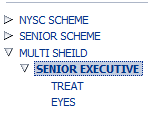 NYSC SCHEME
SENIOR SCHEME
MULTI SHEILD
SENIOR EXECUTIVE
TREAT
EYES